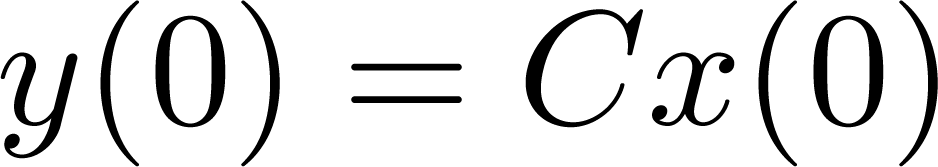 y(0) = Cx(0)